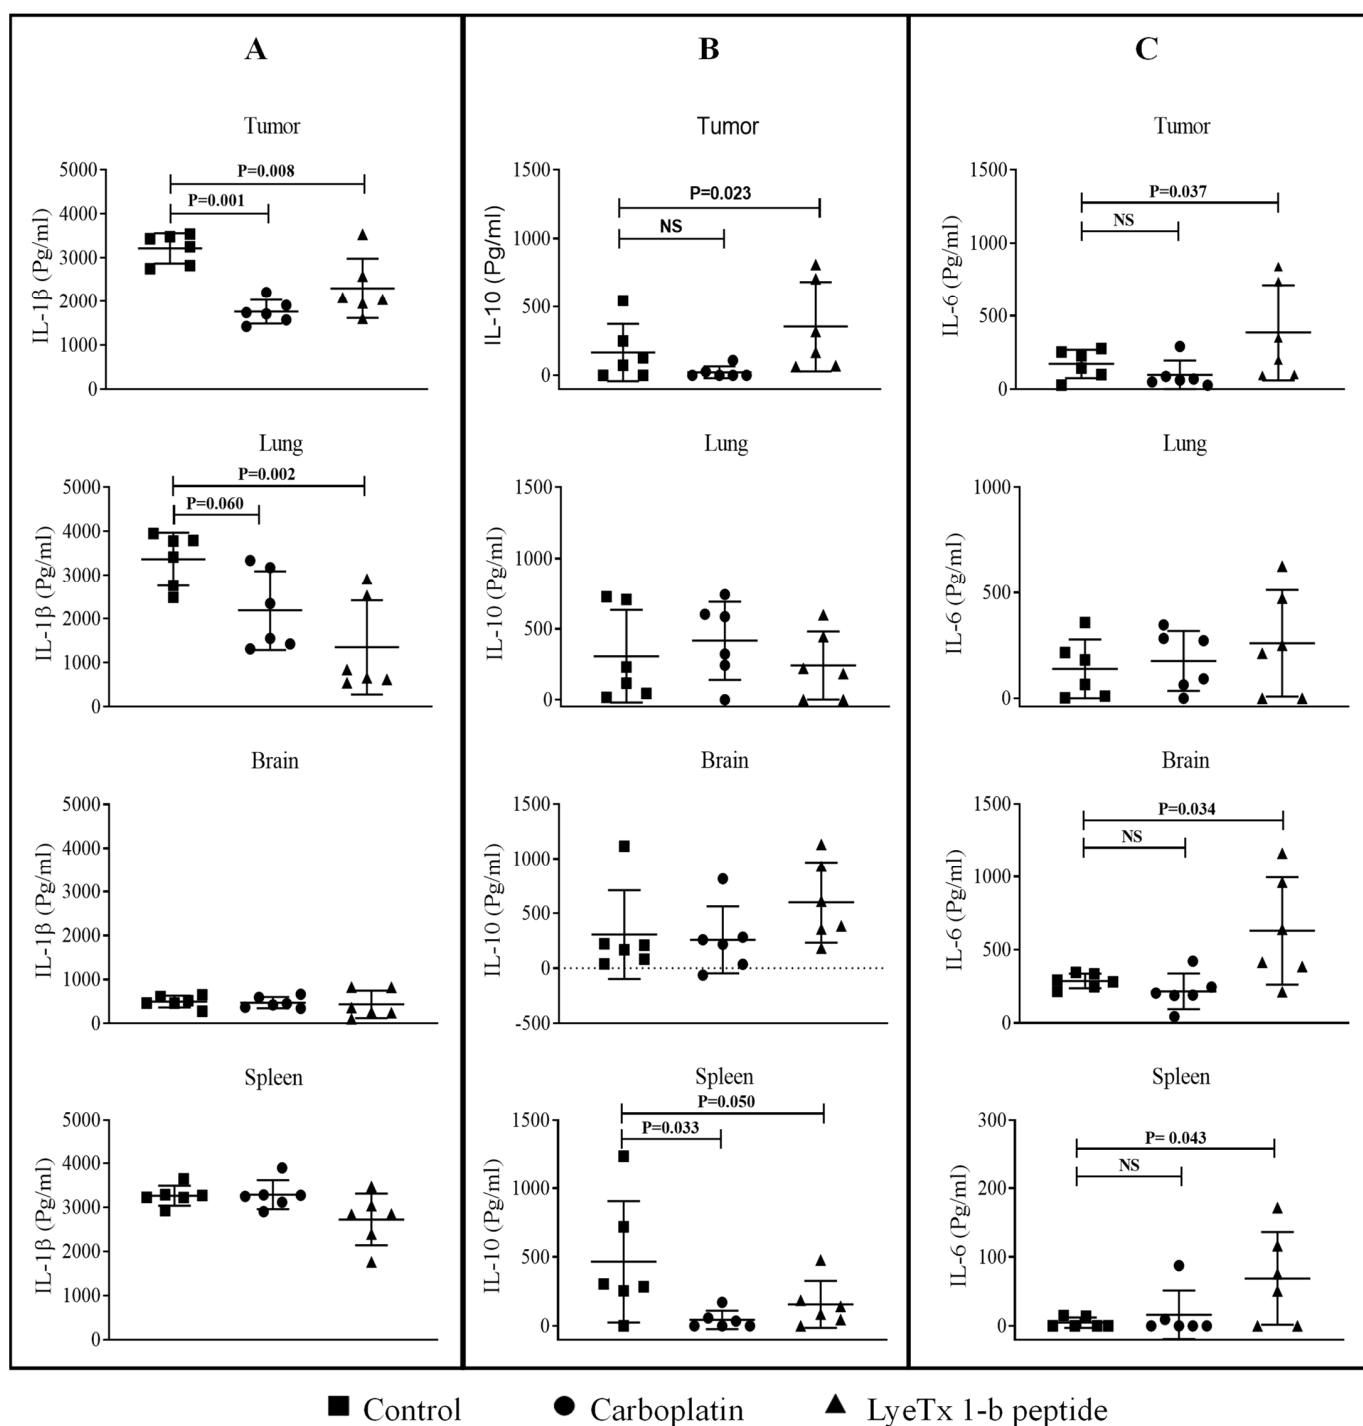 A
Tumor
IL-1β (Pg/ml)
5000
4000
3000
2000
1000
0
P=0.008
P=0.001
Lung
IL-1β (Pg/ml)
5000
4000
3000
2000
1000
0
P=0.002
P=0.060
Brain
IL-1β (Pg/ml)
5000
4000
3000
2000
1000
0
Spleen
IL-1β (Pg/ml)
5000
4000
3000
2000
1000
0
B
Tumor
IL-10 (Pg/ml)
1500
1000
500
0
P=0.023
NS
Lung
IL-10 (Pg/ml)
1500
1000
500
0
Brain
IL-10 (Pg/ml)
1500
1000
500
0
-500
Spleen
IL-10 (Pg/ml)
1500
1000
500
0
P=0.050
P=0.033
C
Tumor
IL-6 (Pg/ml)
1500
1000
500
0
P=0.037
NS
Lung
IL-6 (Pg/ml)
1000
500
0
Brain
IL-6 (Pg/ml)
1500
1000
500
0
P=0.034
NS
Spleen
IL-6 (Pg/ml)
300
200
100
0
P= 0.043
NS
Control
Carboplatin
LyeTx 1-b peptide